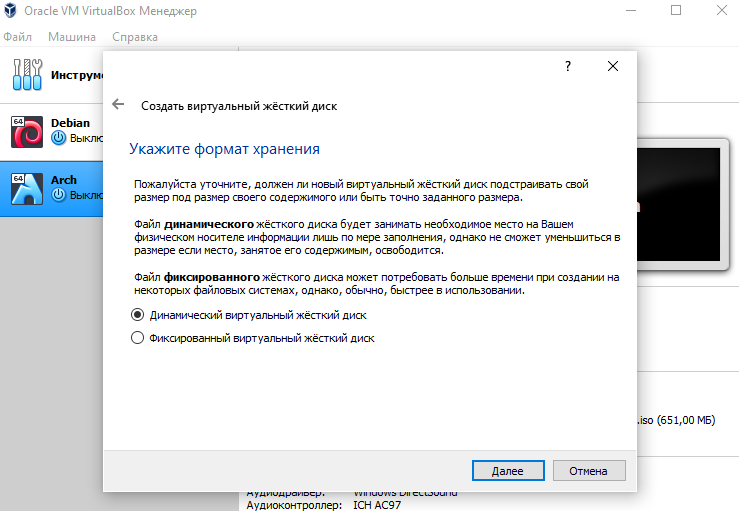 Oracle VM VirtualBox Менеджер
Файл Машина Справка
?
Создать виртуальный жёсткий диск
Укажите формат хранения
Пожалуйста уточните, должен ли новый виртуальный жёсткий диск подстраивать свой
размер под размер своего содержимого или быть точно заданного размера.
Файл динамического жёсткого диска будет занимать необходимое место на Вашем
физическом носителе информации лишь по мере заполнения, однако не сможет уменьшиться в
размере если место, занятое его содержимым, освободится.
Файл фиксированного жёсткого диска может потребовать больше времени при создании на
некоторых файловых системах, однако, обычно, быстрее в использовании.
Динамический виртуальный жёсткий диск
Фиксированный виртуальный жёсткий диск
Далее Отмена
Инструме
64
Debian
Выклю
64
Arch
Выклю
.iso (651,00 МБ)
Аудиодрайвер: Windows DirectSound
Аудиоконтроллер: ICH AC97